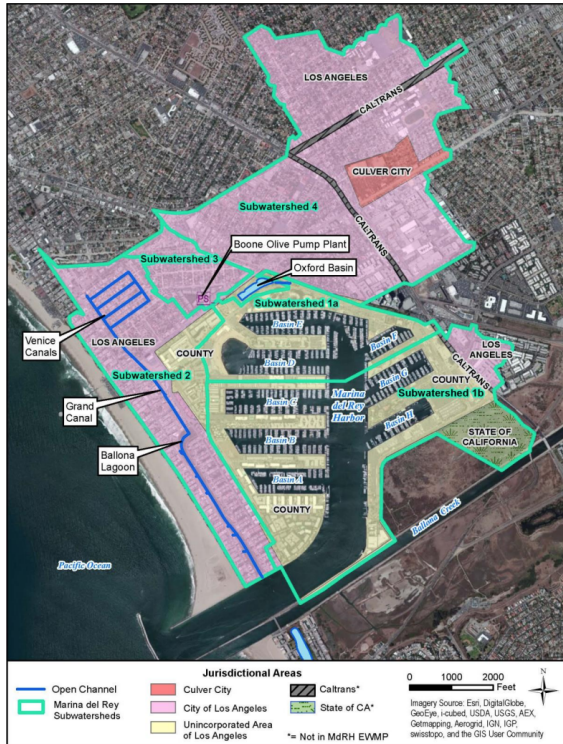 LOS ANGELES
CALTRANS
CULVER CITY
Subwatershed 4
CALTRANS
Boone Olive Pump Plant
Subwatershed 3
Oxford Basin
PS
Subwatershed 1a
Venice
Canals
LOS ANGELES
COUNTY
Basin E
Basin F
LOS
ANGELES
Subwatershed 2
Basin D
Basin G
CALTRANS
COUNTY
Grand
Canal
Basin C
Marina
del Rey
Harbor
Subwatershed 1b
Basin H
Ballona
Lagoon
Basin B
STATE OF
CALIFORNIA
Basin A
COUNTY
Ballona Creek
Pacific Ocean
Jurisdictional Areas
Open Channel
Marina del Rey
Subwatersheds
Culver City
City of Los Angeles
Unincorporated Area
of Los Angeles
Caltrans*
State of CA*
*= Not in MdRH EWMP
0 1000 2000
Feet
N
Imagery Source: Esri, DigitalGlobe,
GeoEye, i-cubed, USDA, USGS, AEX,
Getmapping, Aerogrid, IGN, IGP,
swisstopo, and the GIS User Community